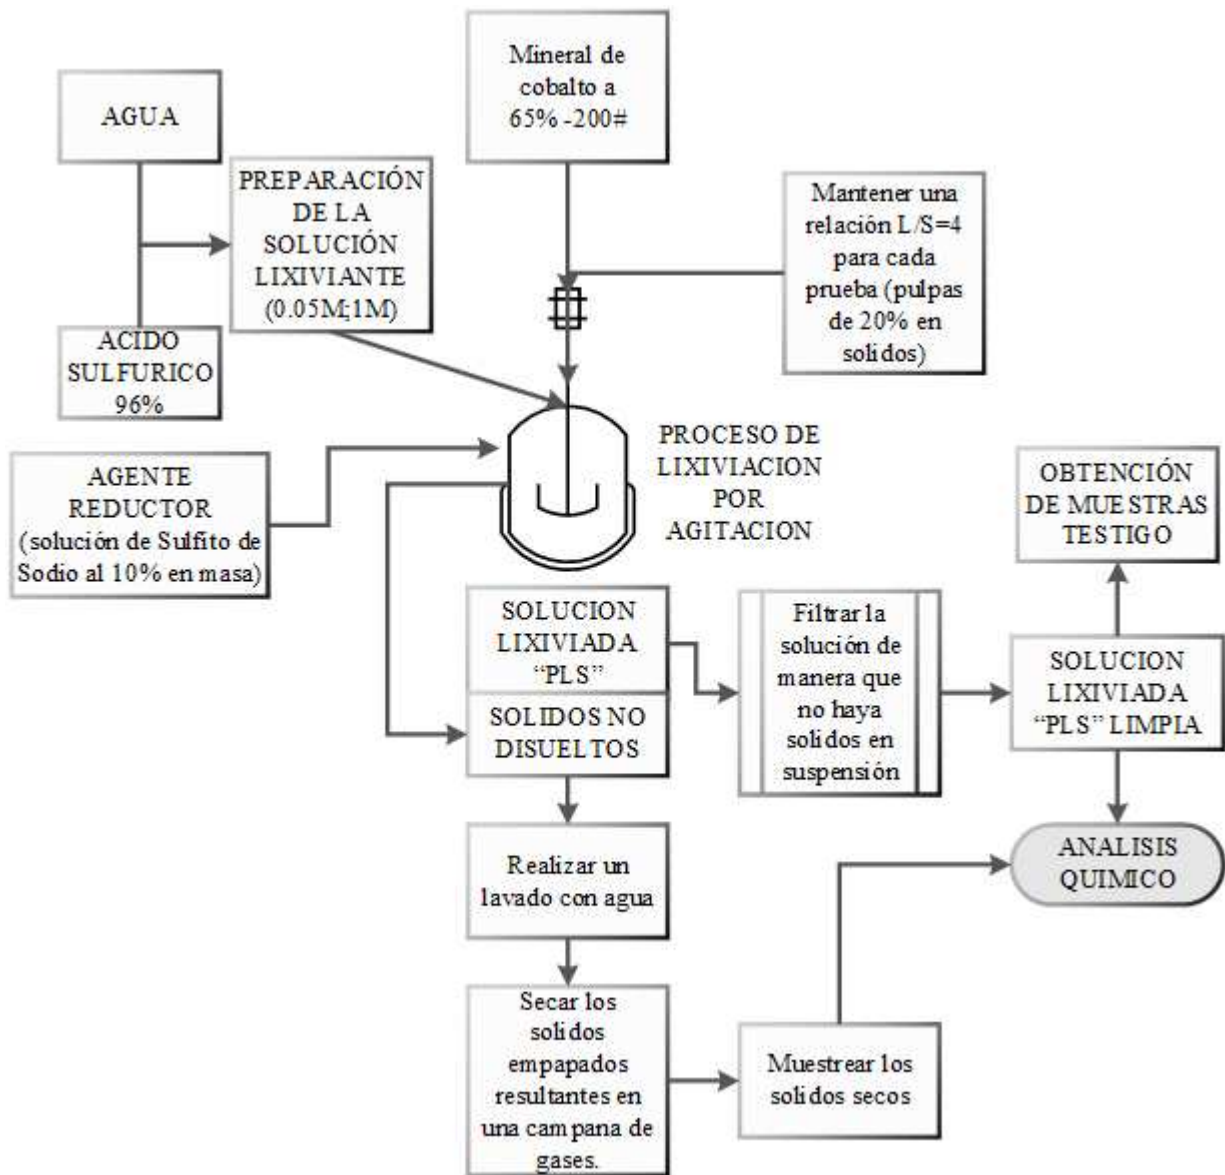 Mineral de
cobalto a
65% -200#
AGUA
PREPARACIÓN
DE LA
SOLUCIÓN
LIXIVIANTE
(0.05M;1M)
Mantener una
relación L/S=4
para cada
prueba (pulpas
de 20% en
solidos)
ACIDO
SULFURICO
96%
AGENTE
REDUCTOR
(solución de Sulfito de
Sodio al 10% en masa)
PROCESO DE
LIXIVIACION
POR
AGITACION
OBTENCIÓN
DE MUESTRAS
TESTIGO
SOLUCION
LIXIVIADA
“PLS”
SOLIDOS NO
DISUELTOS
Filtrar la
solución de
manera que
no haya
solidos en
suspensión
SOLUCION
LIXIVIADA
“PLS” LIMPIA
Realizar un
lavado con agua
ANALISIS
QUIMICO
Secar los
solidos
empapados
resultantes en
una campana de
gases.
Muestrear los
solidos secos